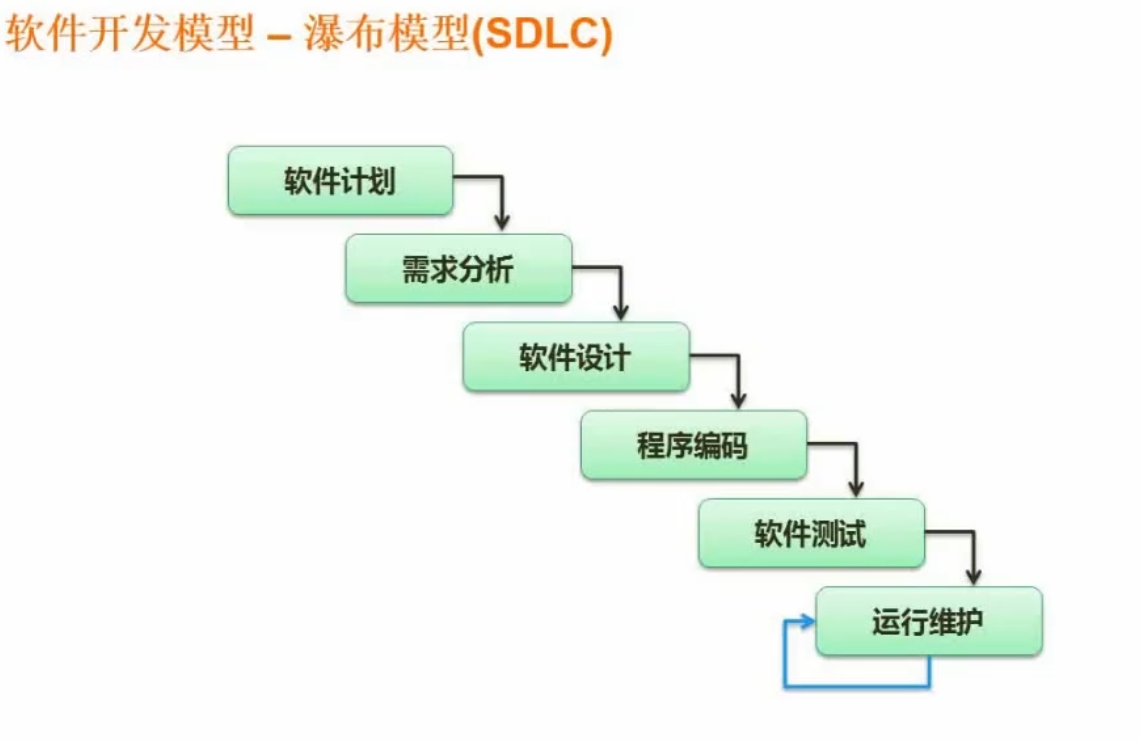 软件开发模型 – 瀑布模型(SDLC)
软件计划
需求分析
软件设计
程序编码
软件测试
运行维护